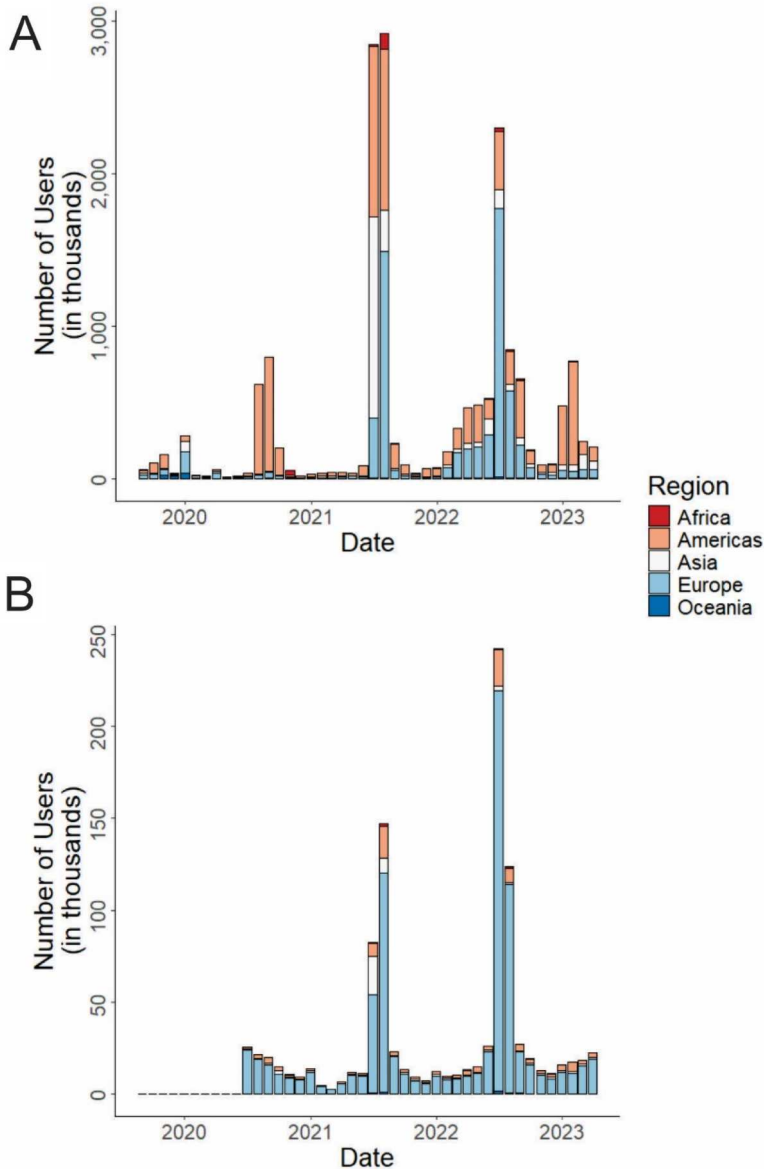 A
Number of Users
(in thousands)
3,000
2,000
1,000
0
2020
2021
2022
2023
Date
Region
Africa
Americas
Asia
Europe
Oceania
B
Number of Users
(in thousands)
250
200
150
100
50
0
2020
2021
2022
2023
Date